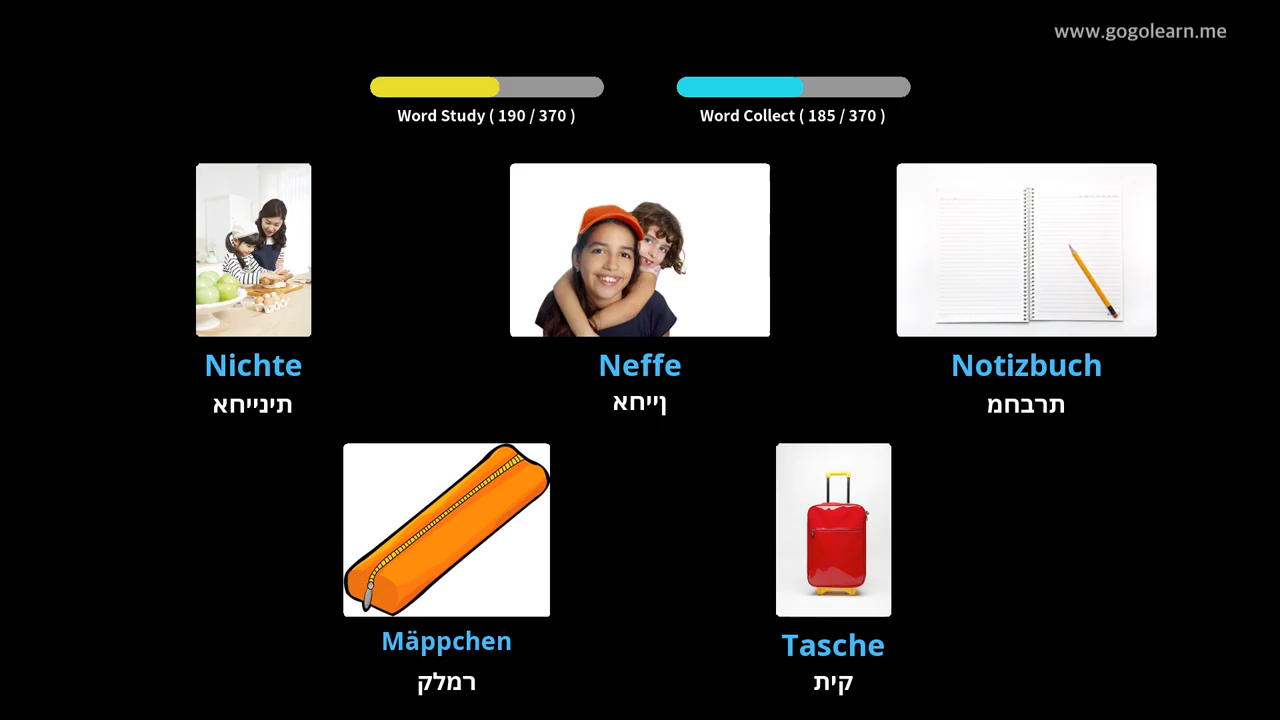 www.gogolearn.me
Word Study ( 190 / 370 )
Word Collect ( 185 / 370 )
Nichte
תינייחא
Neffe
ןייחא
Notizbuch
תרבחמ
Mäppchen
רמלק
Tasche
קית